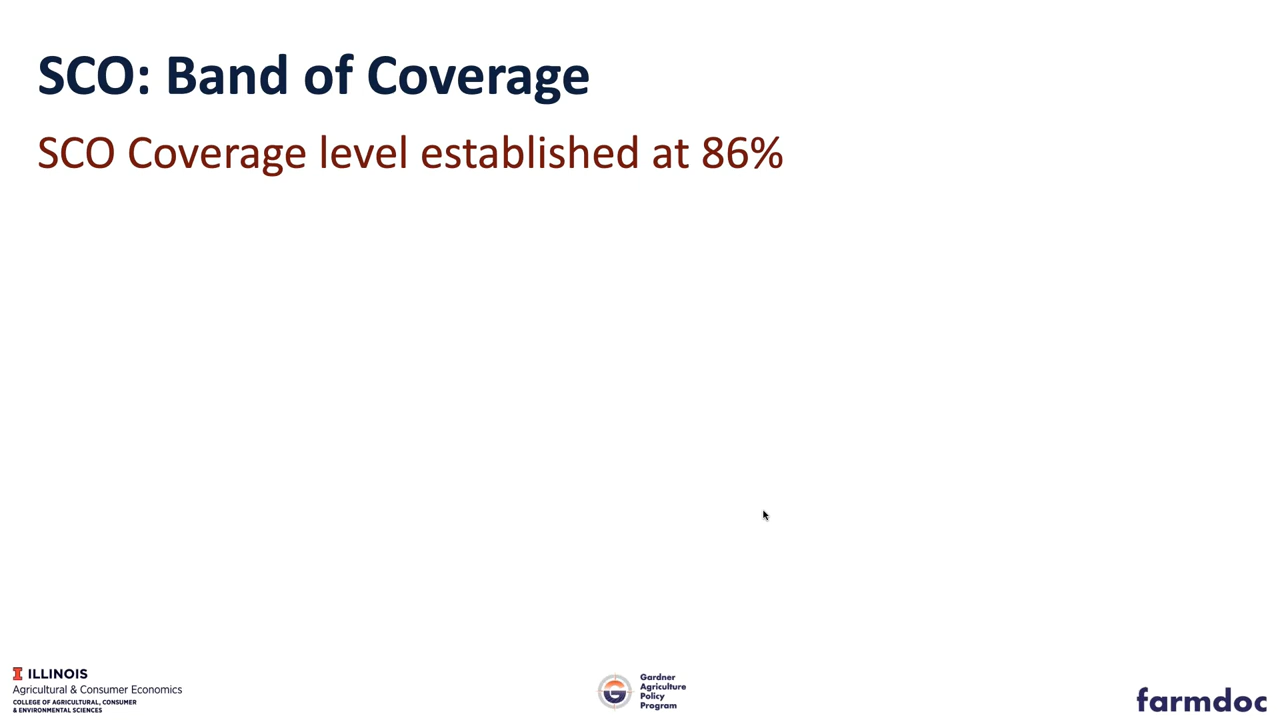 SCO: Band of Coverage
SCO Coverage level established at 86%
ILLINOIS
Agricultural & Consumer Economics
COLLEGE OF AGRICULTURAL, CONSUMER
& ENVIRONMENTAL SCIENCES
Gardner
Agriculture
Policy
Program
farmdoc